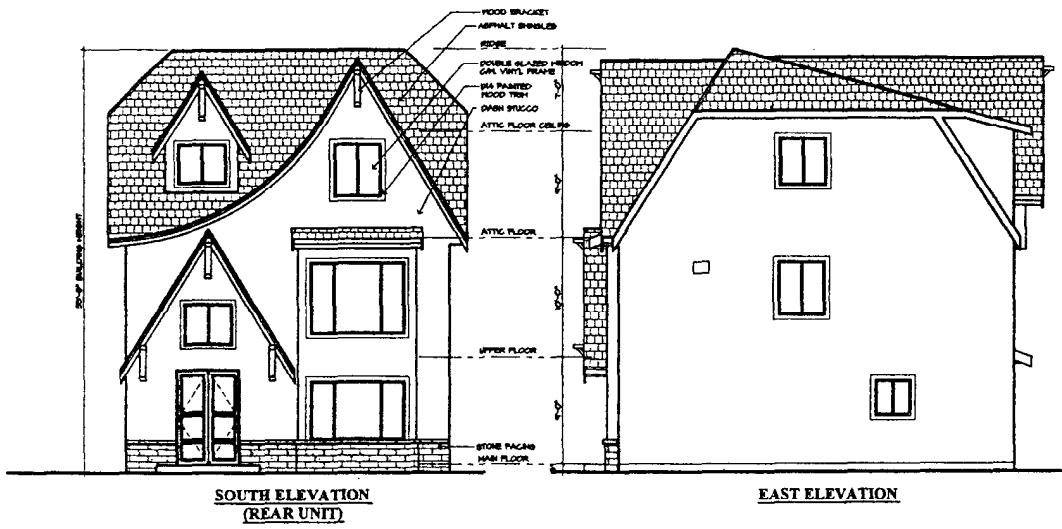 WOOD BRACKET
ASPHALT SHINGLES
RIDGE
DOUBLE GLAZED WINDOW
C/W VINYL FRAME
1X4 PAINTED
WOOD TRIM
DASH STUCCO
ATTIC FLOOR CEILING
ATTIC FLOOR
BUILDING HEIGHT
UPPER FLOOR
STONE FACING
MAIN FLOOR
SOUTH ELEVATION
(REAR UNIT)
EAST ELEVATION